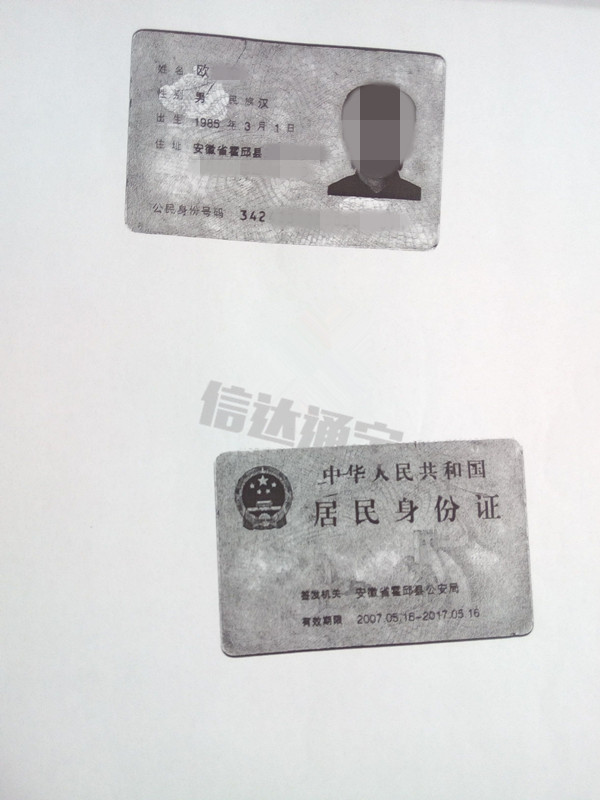 姓名 欧
性别 男 民族 汉
出生 1985 年 3 月 1 日
住址 安徽省霍邱县
公民身份号码 342
信达通宝
中华人民共和国
居民身份证
签发机关 安徽省霍邱县公安局
有效期限 2007.05.16-2017.05.16